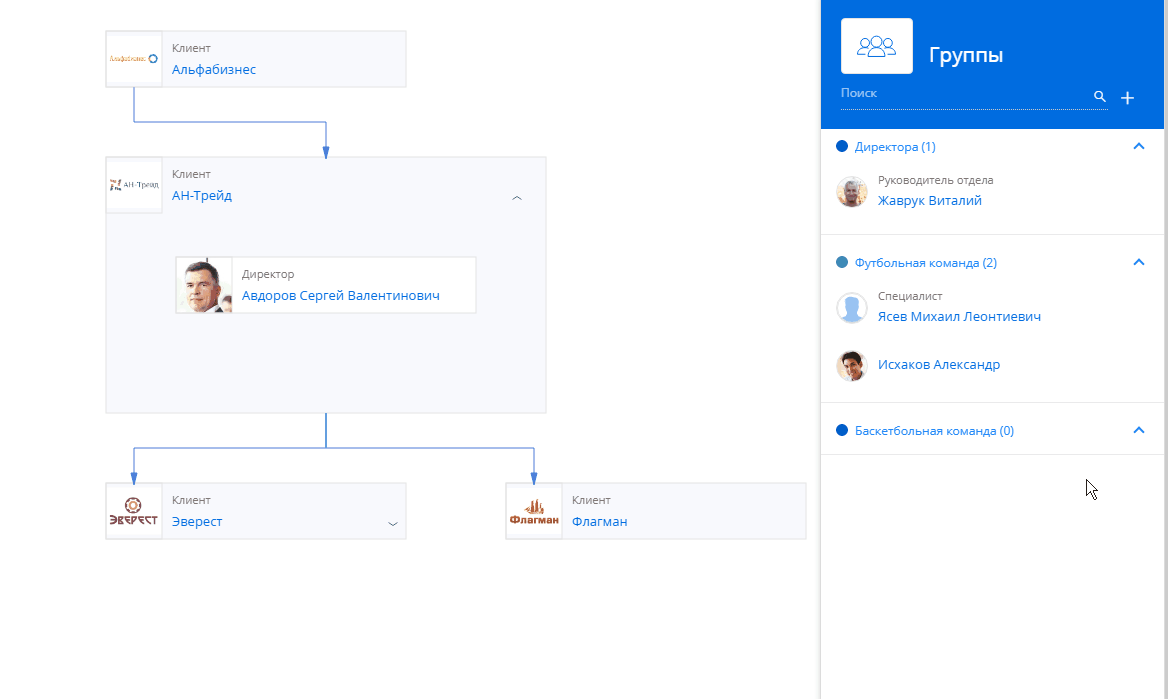 Клиент
Альфабизнес
Альфабизнес
Клиент
АН-Трейд
АН-Трейд
Директор
Авдоров Сергей Валентинович
Клиент
ЭВЕРЕСТ
Эверест
Клиент
Флагман
Флагман
Группы
Поиск
Директора (1)
Руководитель отдела
Жаврук Виталий
Футбольная команда (2)
Специалист
Ясев Михаил Леонтиевич
Исхаков Александр
Баскетбольная команда (0)